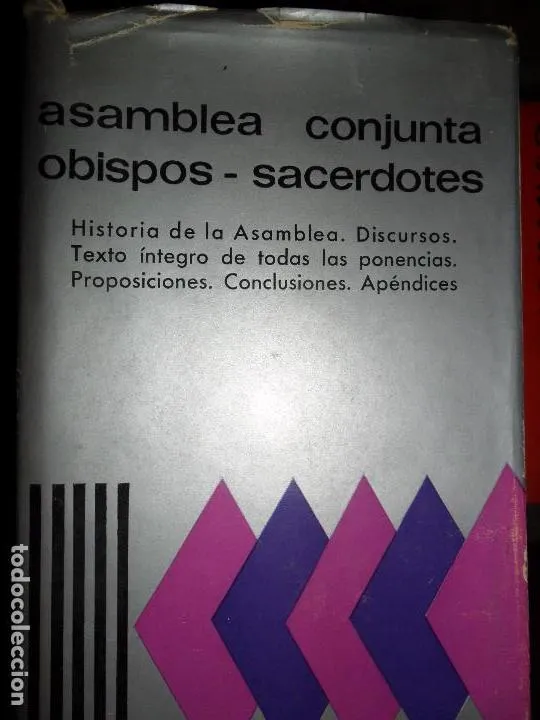 asamblea conjunta
obispos - sacerdotes
Historia de la Asamblea. Discursos.
Texto íntegro de todas las ponencias.
Proposiciones. Conclusiones. Apéndices
todocoleccion